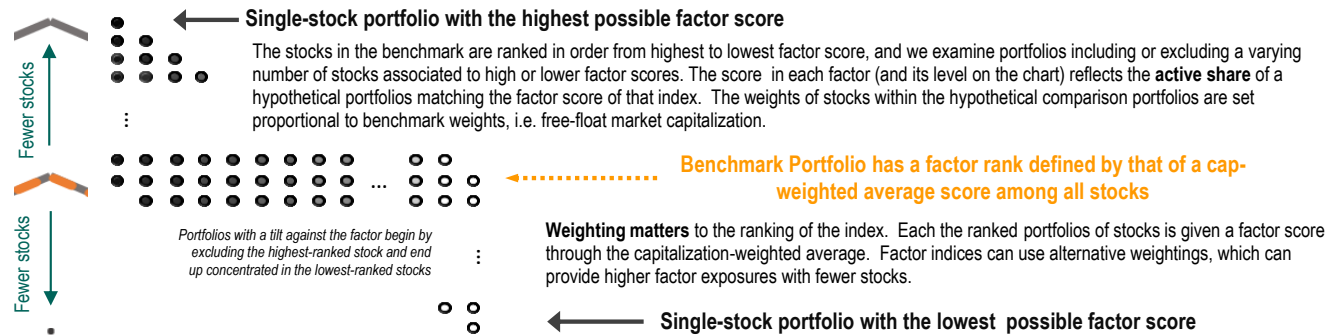 Single-stock portfolio with the highest possible factor score
The stocks in the benchmark are ranked in order from highest to lowest factor score, and we examine portfolios including or excluding a varying
number of stocks associated to high or lower factor scores. The score in each factor (and its level on the chart) reflects the active share of a
hypothetical portfolios matching the factor score of that index. The weights of stocks within the hypothetical comparison portfolios are set
proportional to benchmark weights, i.e. free-float market capitalization.
Fewer stocks
...
...
Benchmark Portfolio has a factor rank defined by that of a cap-
weighted average score among all stocks
Fewer stocks
Portfolios with a tilt against the factor begin by
excluding the highest-ranked stock and end
up concentrated in the lowest-ranked stocks
...
Weighting matters to the ranking of the index. Each the ranked portfolios of stocks is given a factor score
through the capitalization-weighted average. Factor indices can use alternative weightings, which can
provide higher factor exposures with fewer stocks.
Single-stock portfolio with the lowest possible factor score